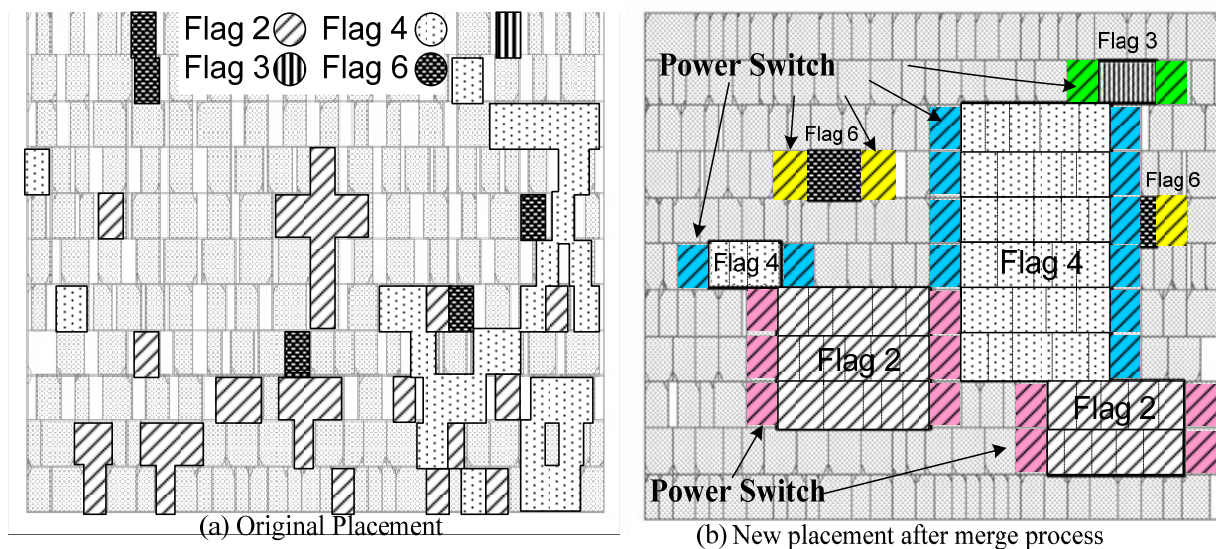 Flag 2 Flag 4
Flag 3 Flag 6
(a) Original Placement
Flag 3
Power Switch
Flag 6
Flag 6
Flag 4
Flag 4
Flag 2
Flag 2
Power Switch
(b) New placement after merge process